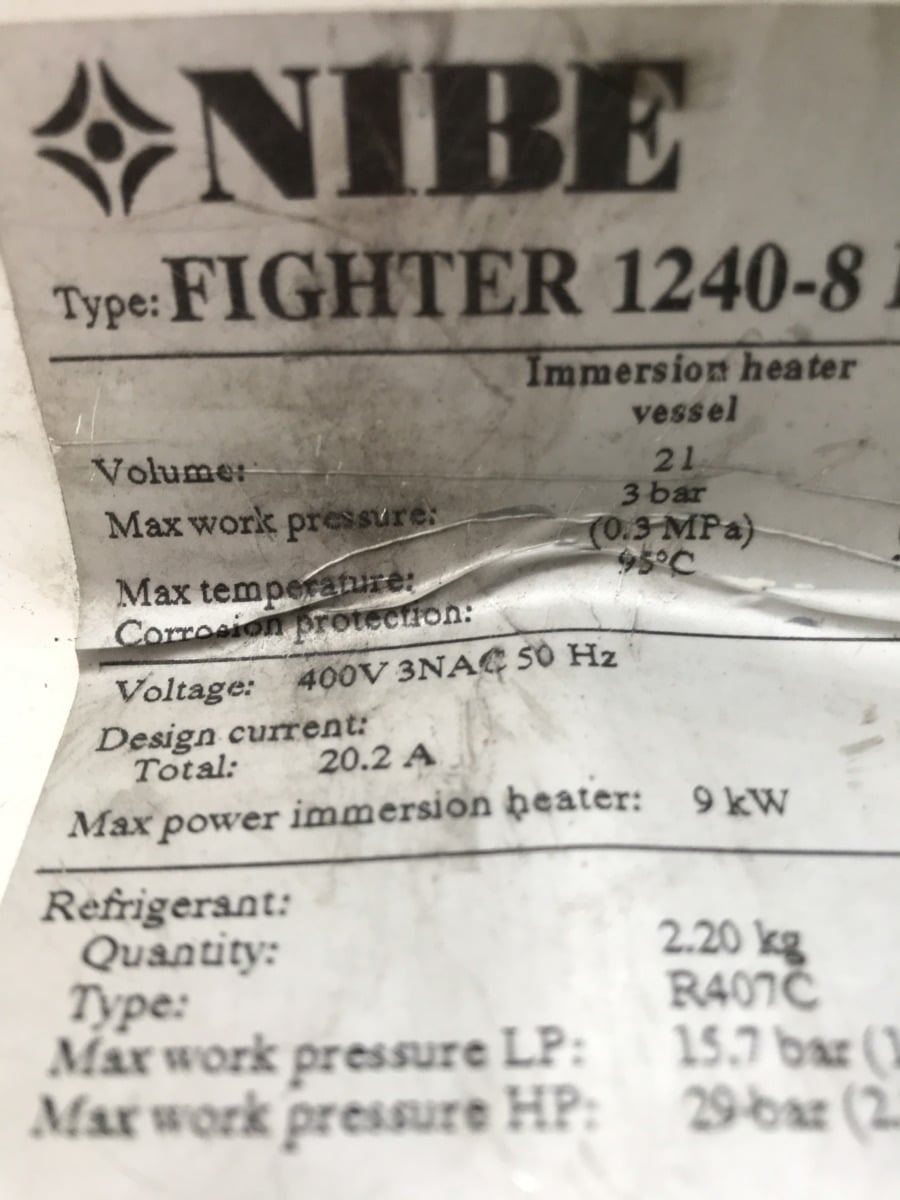 NIBE
Type: FIGHTER 1240-8
Immersion heater
vessel
Volume: 2 l
Max work pressure: 3 bar
(0.3 MPa)
Max temperature: 95°C
Corrosion protection:
Voltage: 400V 3NAC 50 Hz
Design current:
Total: 20.2 A
Max power immersion heater: 9 kW
Refrigerant:
Quantity: 2.20 kg
Type: R407C
Max work pressure LP: 15.7 bar (1
Max work pressure HP: 29 bar (2.